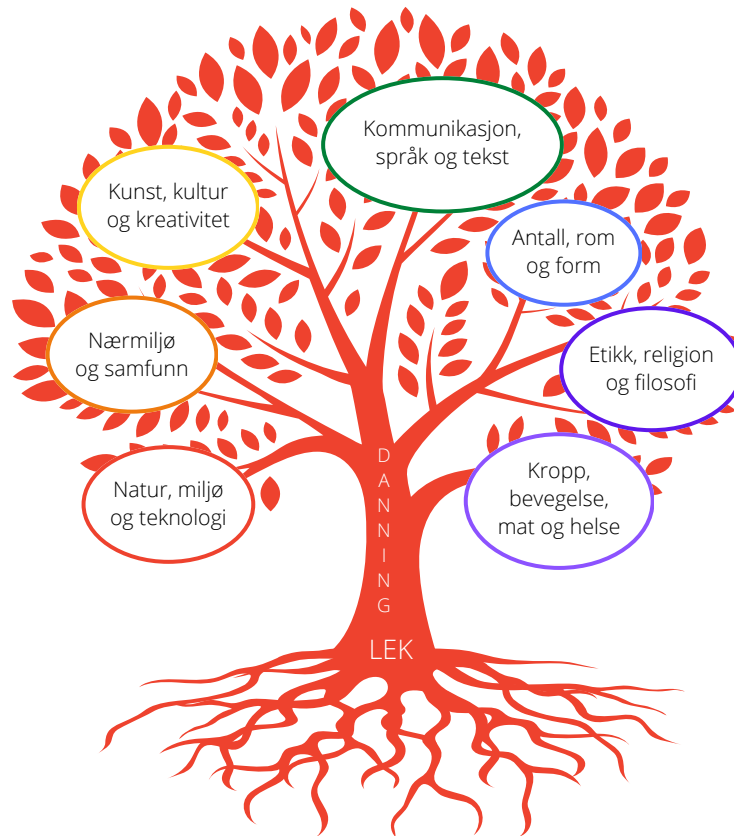 Kommunikasjon,
språk og tekst
Kunst, kultur
og kreativitet
Antall, rom
og form
Nærmiljø
og samfunn
Etikk, religion
og filosofi
Natur, miljø
og teknologi
Kropp,
bevegelse,
mat og helse
DANNING
LEK